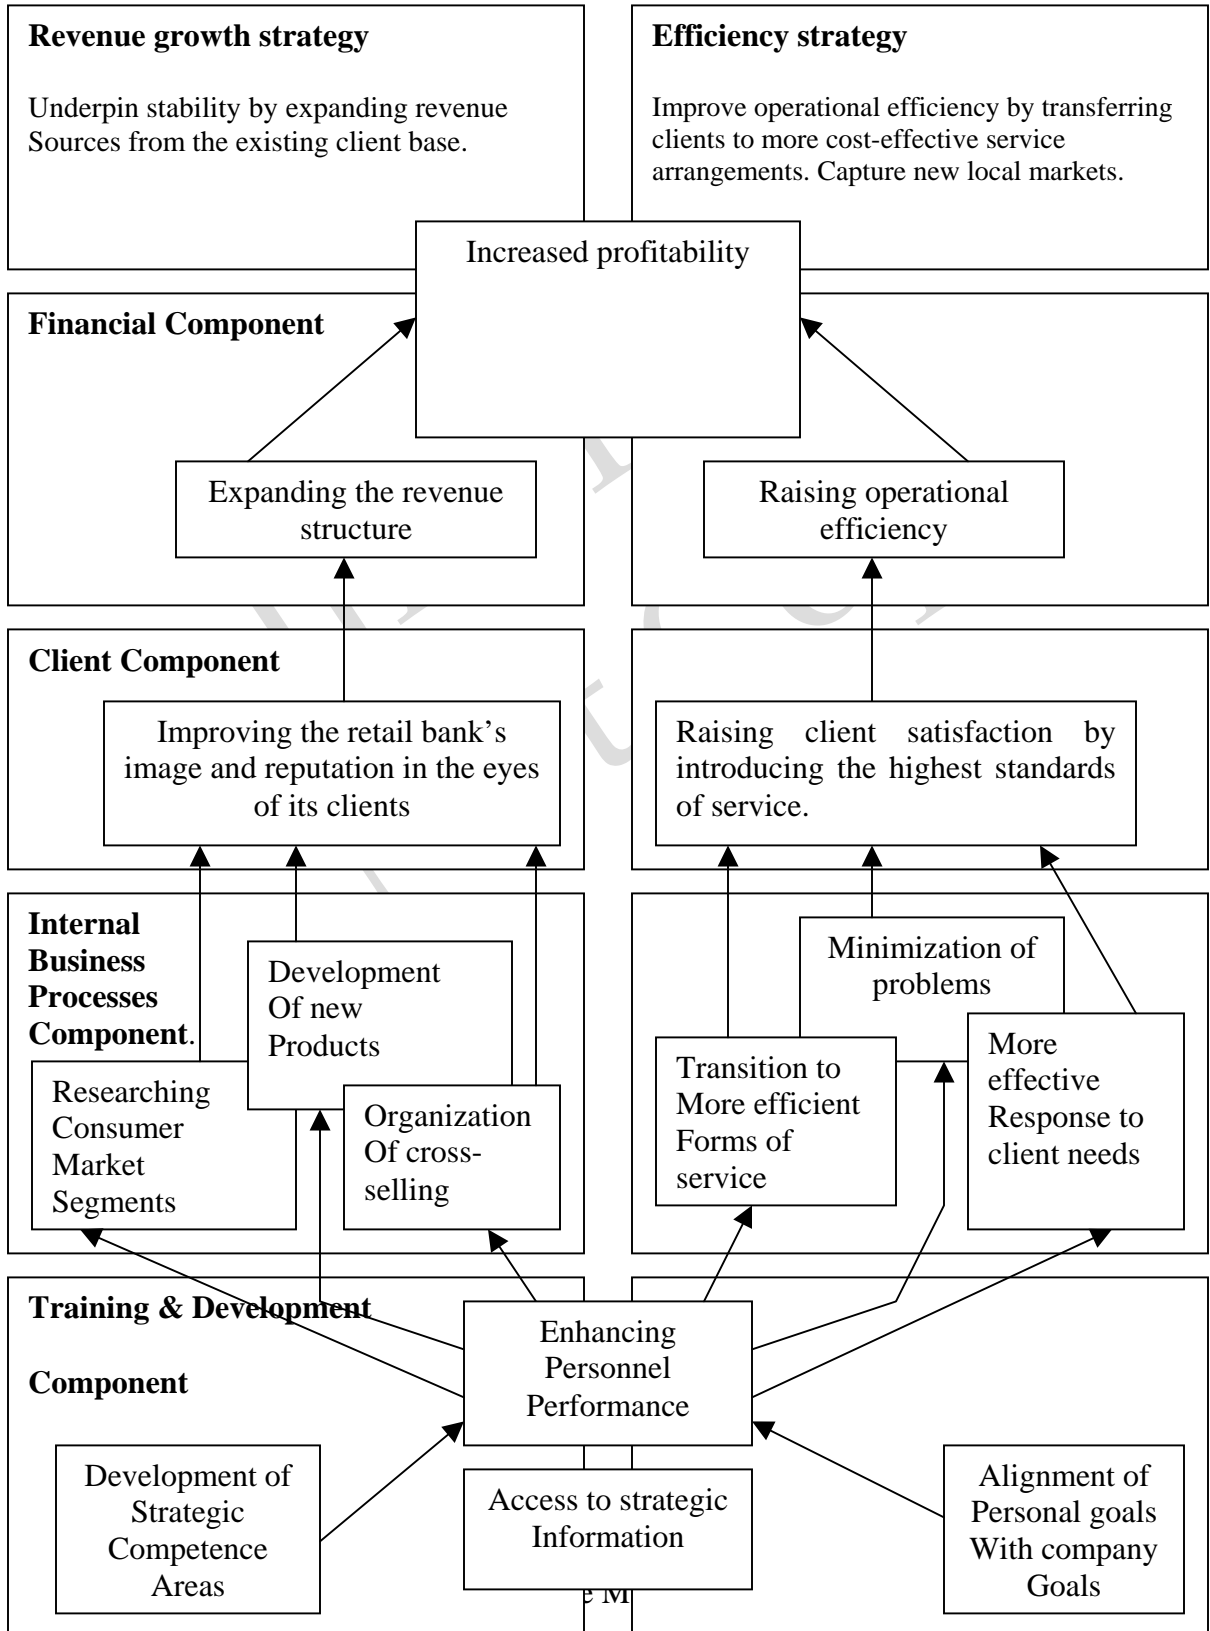 Revenue growth strategy
Underpin stability by expanding revenue
Sources from the existing client base.
Efficiency strategy
Improve operational efficiency by transferring
clients to more cost-effective service
arrangements. Capture new local markets.
Increased profitability
Financial Component
Expanding the revenue
structure
Raising operational
efficiency
Client Component
Improving the retail bank’s
image and reputation in the eyes
of its clients
Raising client satisfaction by
introducing the highest standards
of service.
Internal
Business
Processes
Component.
Development
Of new
Products
Researching
Consumer
Market
Segments
Organization
Of cross-
selling
Minimization of
problems
Transition to
More efficient
Forms of
service
More
effective
Response to
client needs
Training & Development
Component
Enhancing
Personnel
Performance
Development of
Strategic
Competence
Areas
Access to strategic
Information
Alignment of
Personal goals
With company
Goals